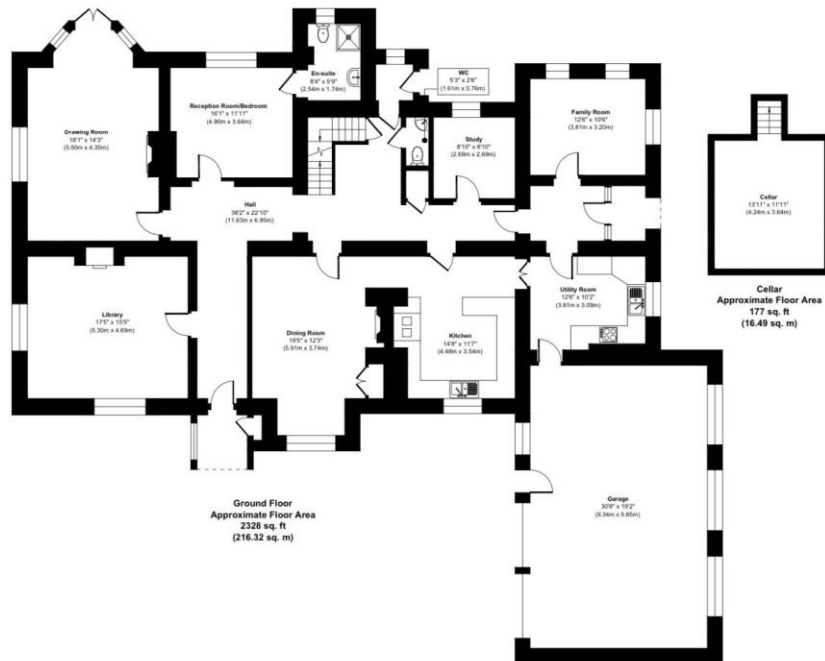 En-suite
8'4" x 5'9"
(2.54m x 1.74m)
WC
5'3" x 2'6"
(1.61m x 0.76m)
Reception Room/Bedroom
16'1" x 11'11"
(4.90m x 3.64m)
Drawing Room
18'1" x 14'3"
(5.50m x 4.35m)
Study
8'10" x 8'10"
(2.69m x 2.69m)
Family Room
12'6" x 10'6"
(3.81m x 3.20m)
Cellar
13'11" x 11'11"
(4.24m x 3.64m)
Hall
38'2" x 22'10"
(11.63m x 6.95m)
Cellar
Approximate Floor Area
177 sq. ft
(16.49 sq. m)
Utility Room
12'6" x 10'2"
(3.81m x 3.09m)
Library
17'5" x 15'5"
(5.30m x 4.69m)
Dining Room
19'5" x 12'3"
(5.91m x 3.74m)
Kitchen
14'8" x 11'7"
(4.48m x 3.54m)
Ground Floor
Approximate Floor Area
2328 sq. ft
(216.32 sq. m)
Garage
30'8" x 19'2"
(9.34m x 5.85m)